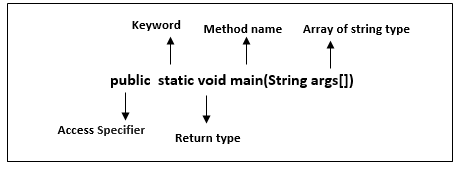 Keyword Method name Array of string type
public static void main(String args[])
Access Specifier Return type